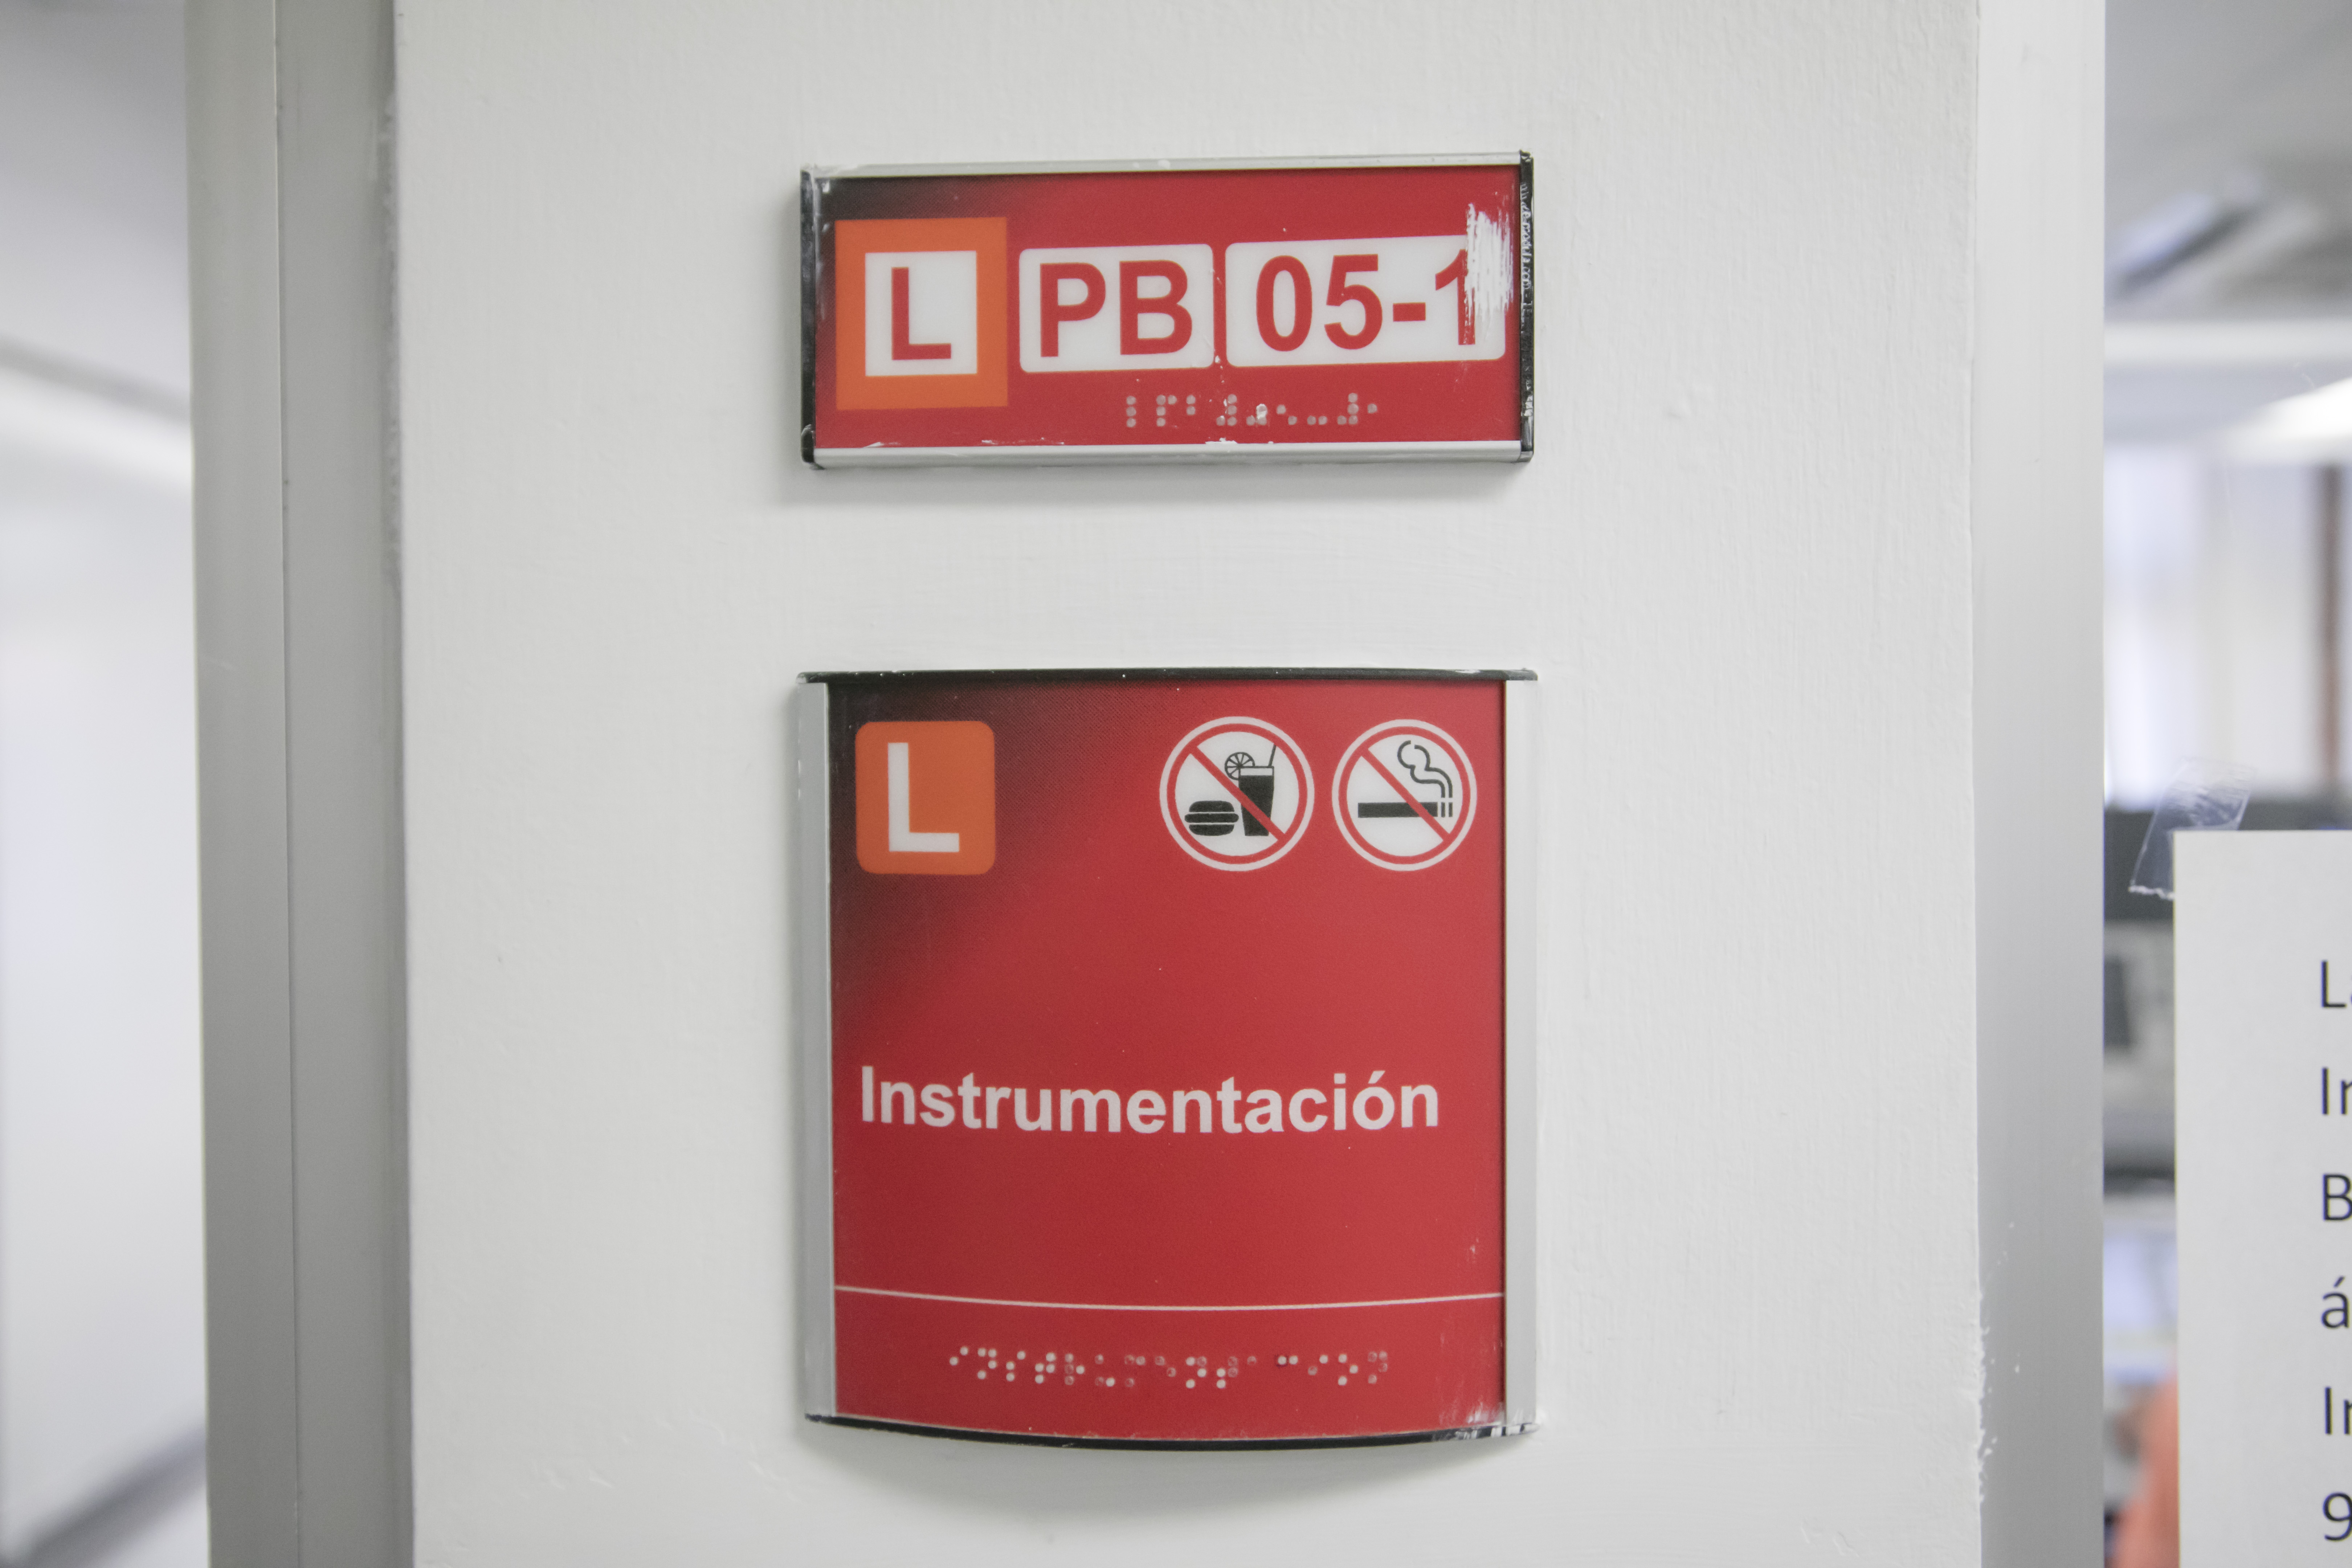 L PB 05-1
L
Instrumentación